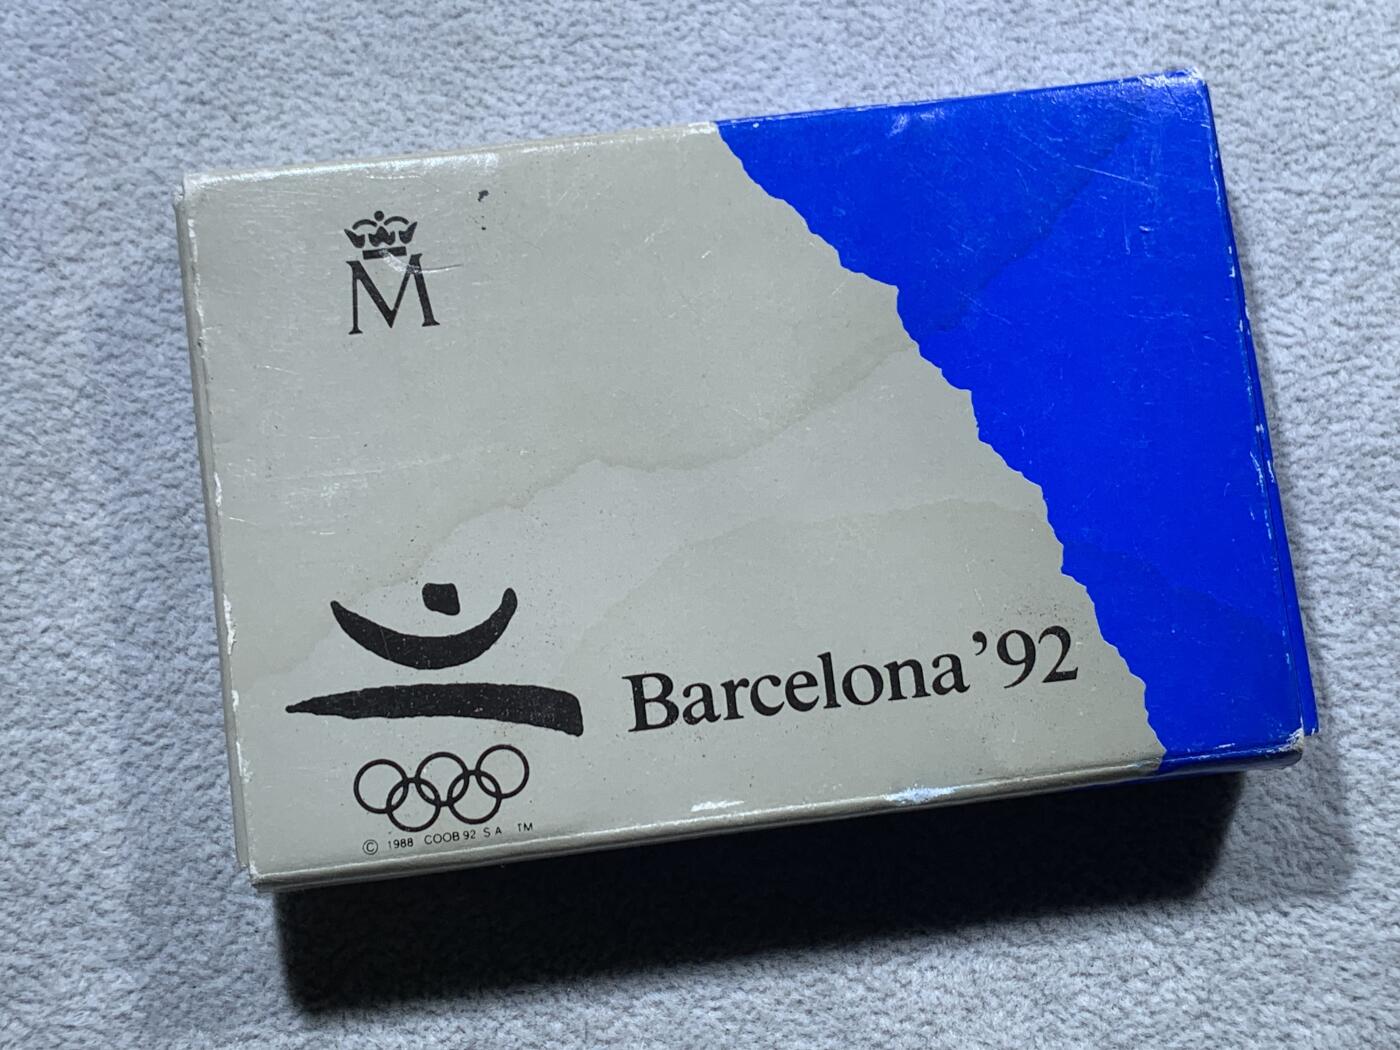 M
Barcelona '92
© 1988 COOB 92 S A TM